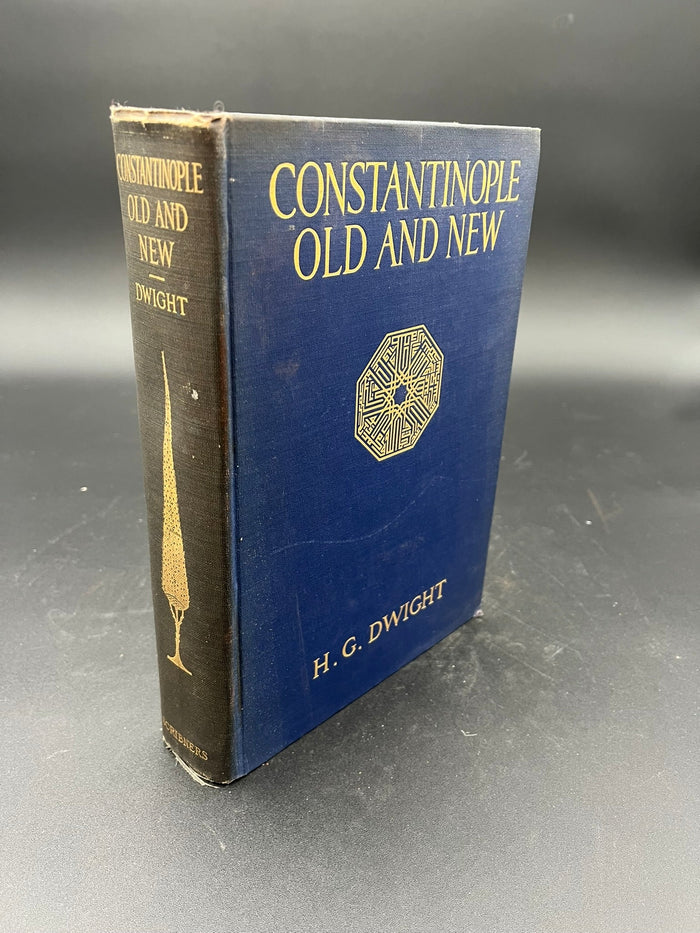 CONSTANTINOPLE
OLD AND
NEW
DWIGHT
SCRIBNERS
CONSTANTINOPLE
OLD AND NEW
H. G. DWIGHT